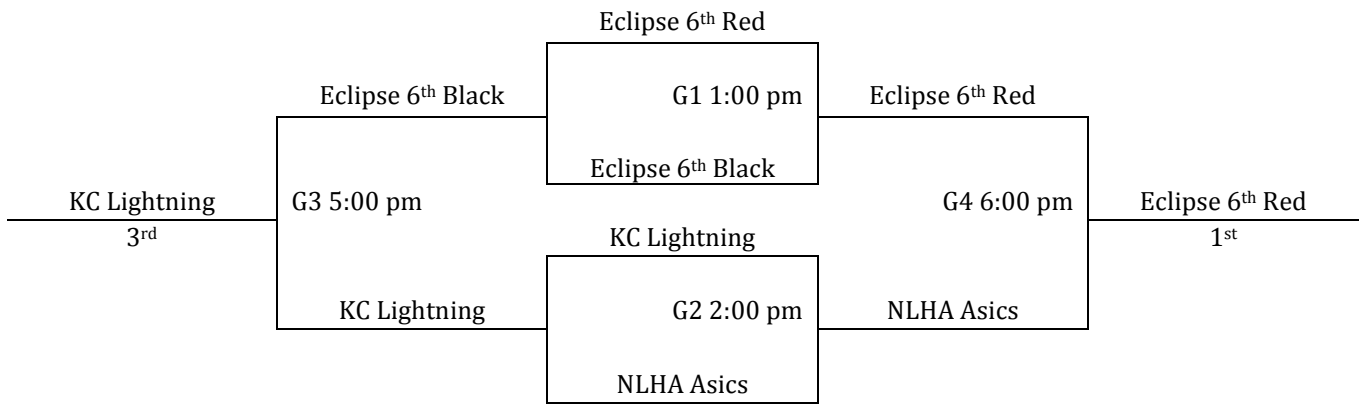 Eclipse 6th Red
Eclipse 6th Black
G1 1:00 pm
Eclipse 6th Red
Eclipse 6th Black
KC Lightning
3rd
G3 5:00 pm
G4 6:00 pm
Eclipse 6th Red
1st
KC Lightning
KC Lightning
G2 2:00 pm
NLHA Asics
NLHA Asics